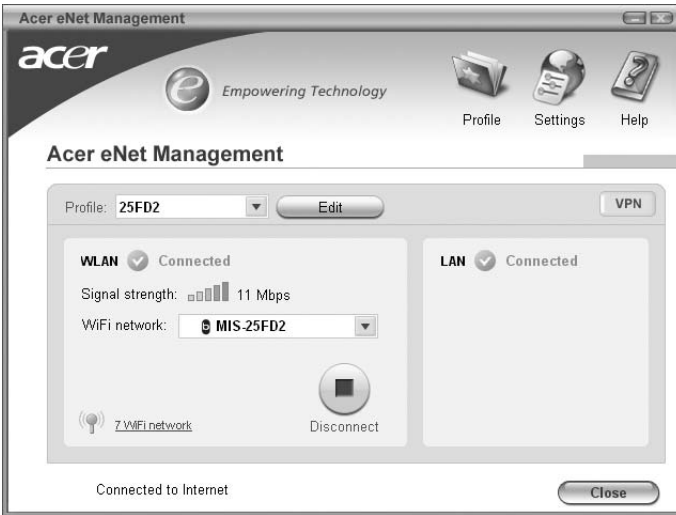 Acer eNet Management
acer
e Empowering Technology
Profile Settings Help
Acer eNet Management
Profile: 25FD2 Edit VPN
WLAN Connected
Signal strength: 11 Mbps
WiFi network: b MIS-25FD2
7 WiFi network
Disconnect
LAN Connected
Connected to Internet
Close